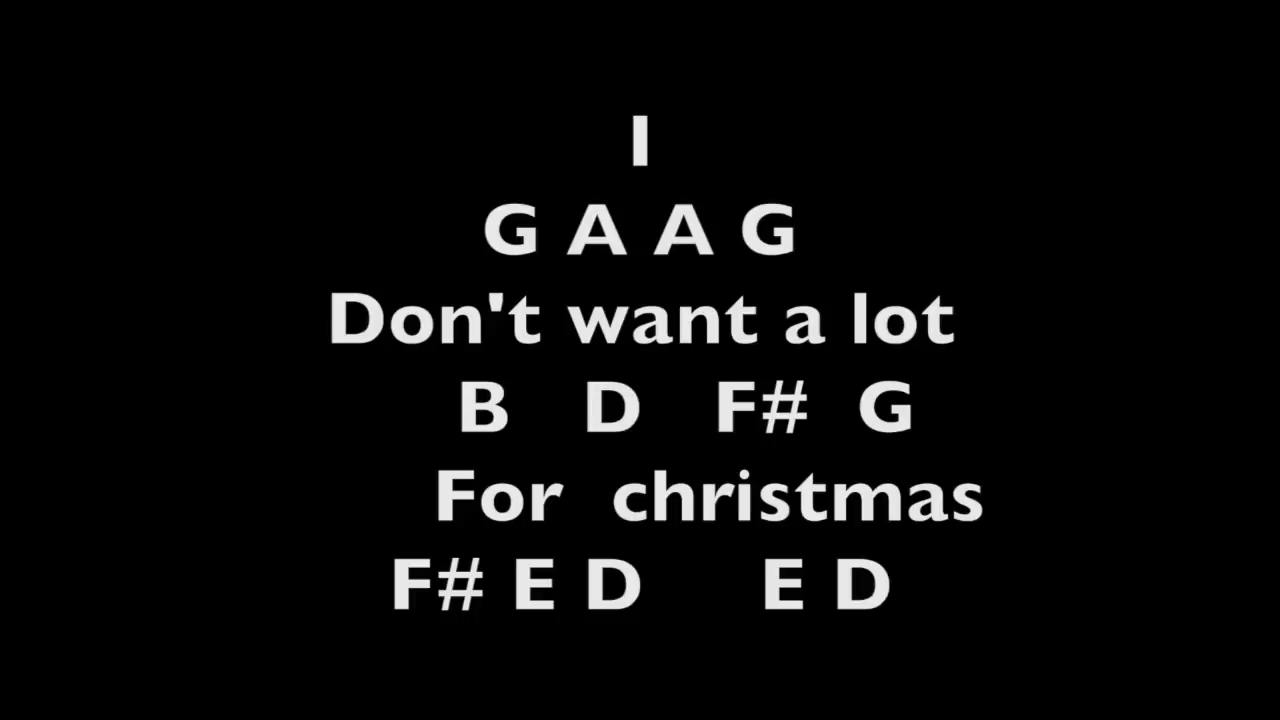 I
G A A G
Don't want a lot
B D F# G
For christmas
F# E D E D